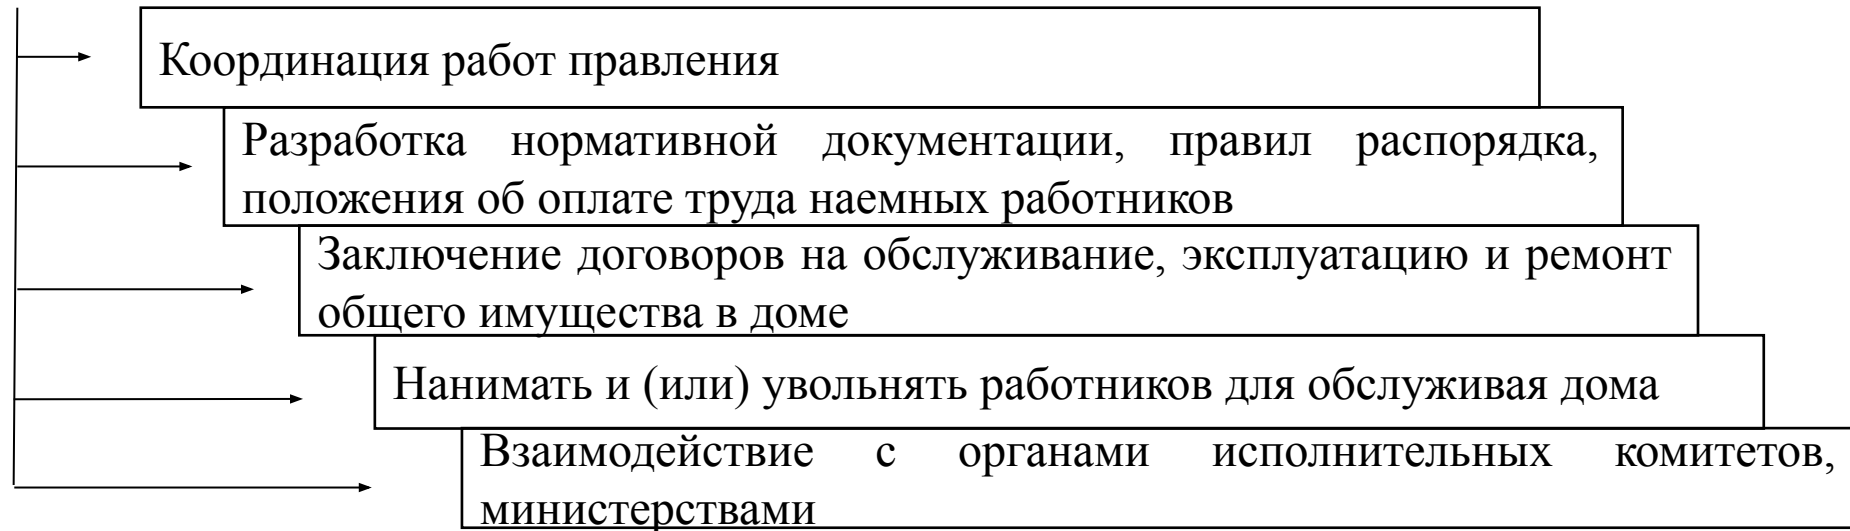 Координация работ правления
Разработка нормативной документации, правил распорядка,
положения об оплате труда наемных работников
Заключение договоров на обслуживание, эксплуатацию и ремонт
общего имущества в доме
Нанимать и (или) увольнять работников для обслуживая дома
Взаимодействие с органами исполнительных комитетов,
министерствами